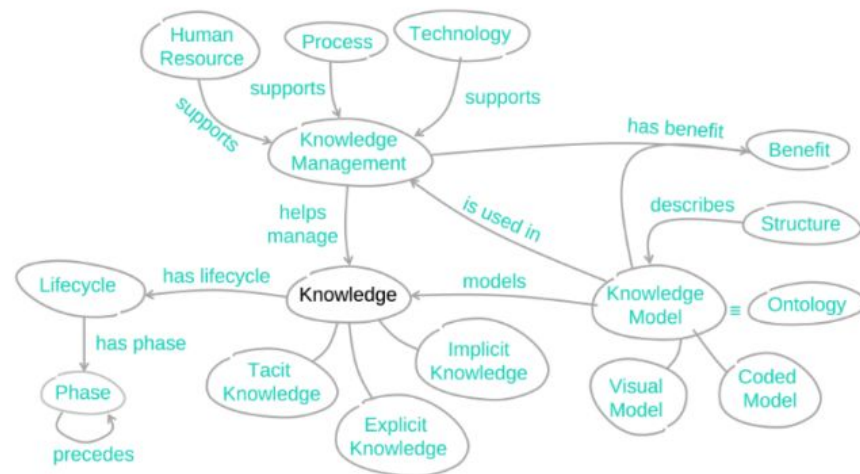 Human
Resource
Process
Technology
supports
supports
supports
Knowledge
Management
has benefit
Benefit
helps
manage
is used in
describes
Structure
Lifecycle
has lifecycle
Knowledge
models
Knowledge
Model
≡
Ontology
has phase
Phase
precedes
Tacit
Knowledge
Explicit
Knowledge
Implicit
Knowledge
Visual
Model
Coded
Model